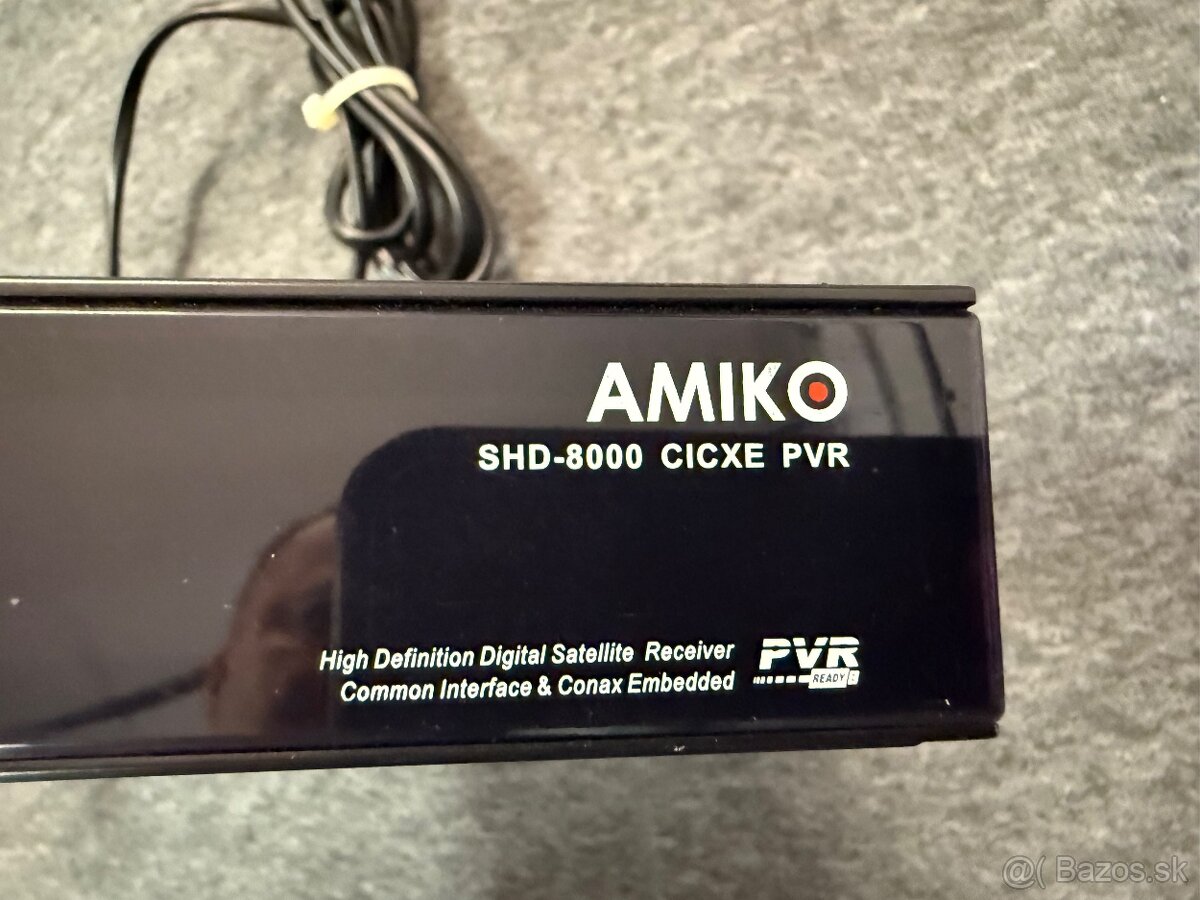 AMIKO
SHD-8000 CICXE PVR
High Definition Digital Satellite Receiver
Common Interface & Conax Embedded
PVR
READY
@( Bazos.sk